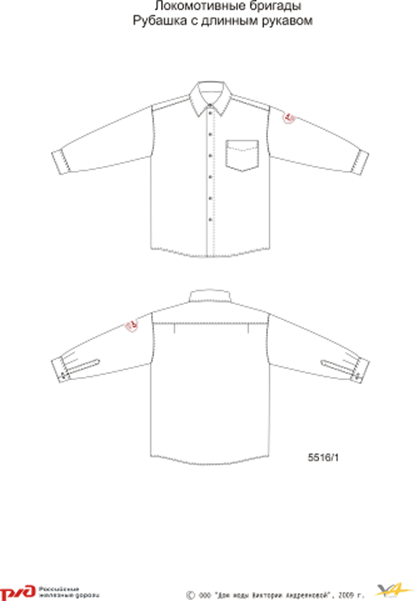 Локомотивные бригады
Рубашка с длинным рукавом
5516/1
РЖД
Российские
железные дороги
© ООО "Дом моды Виктории Андреяновой", 2009 г.